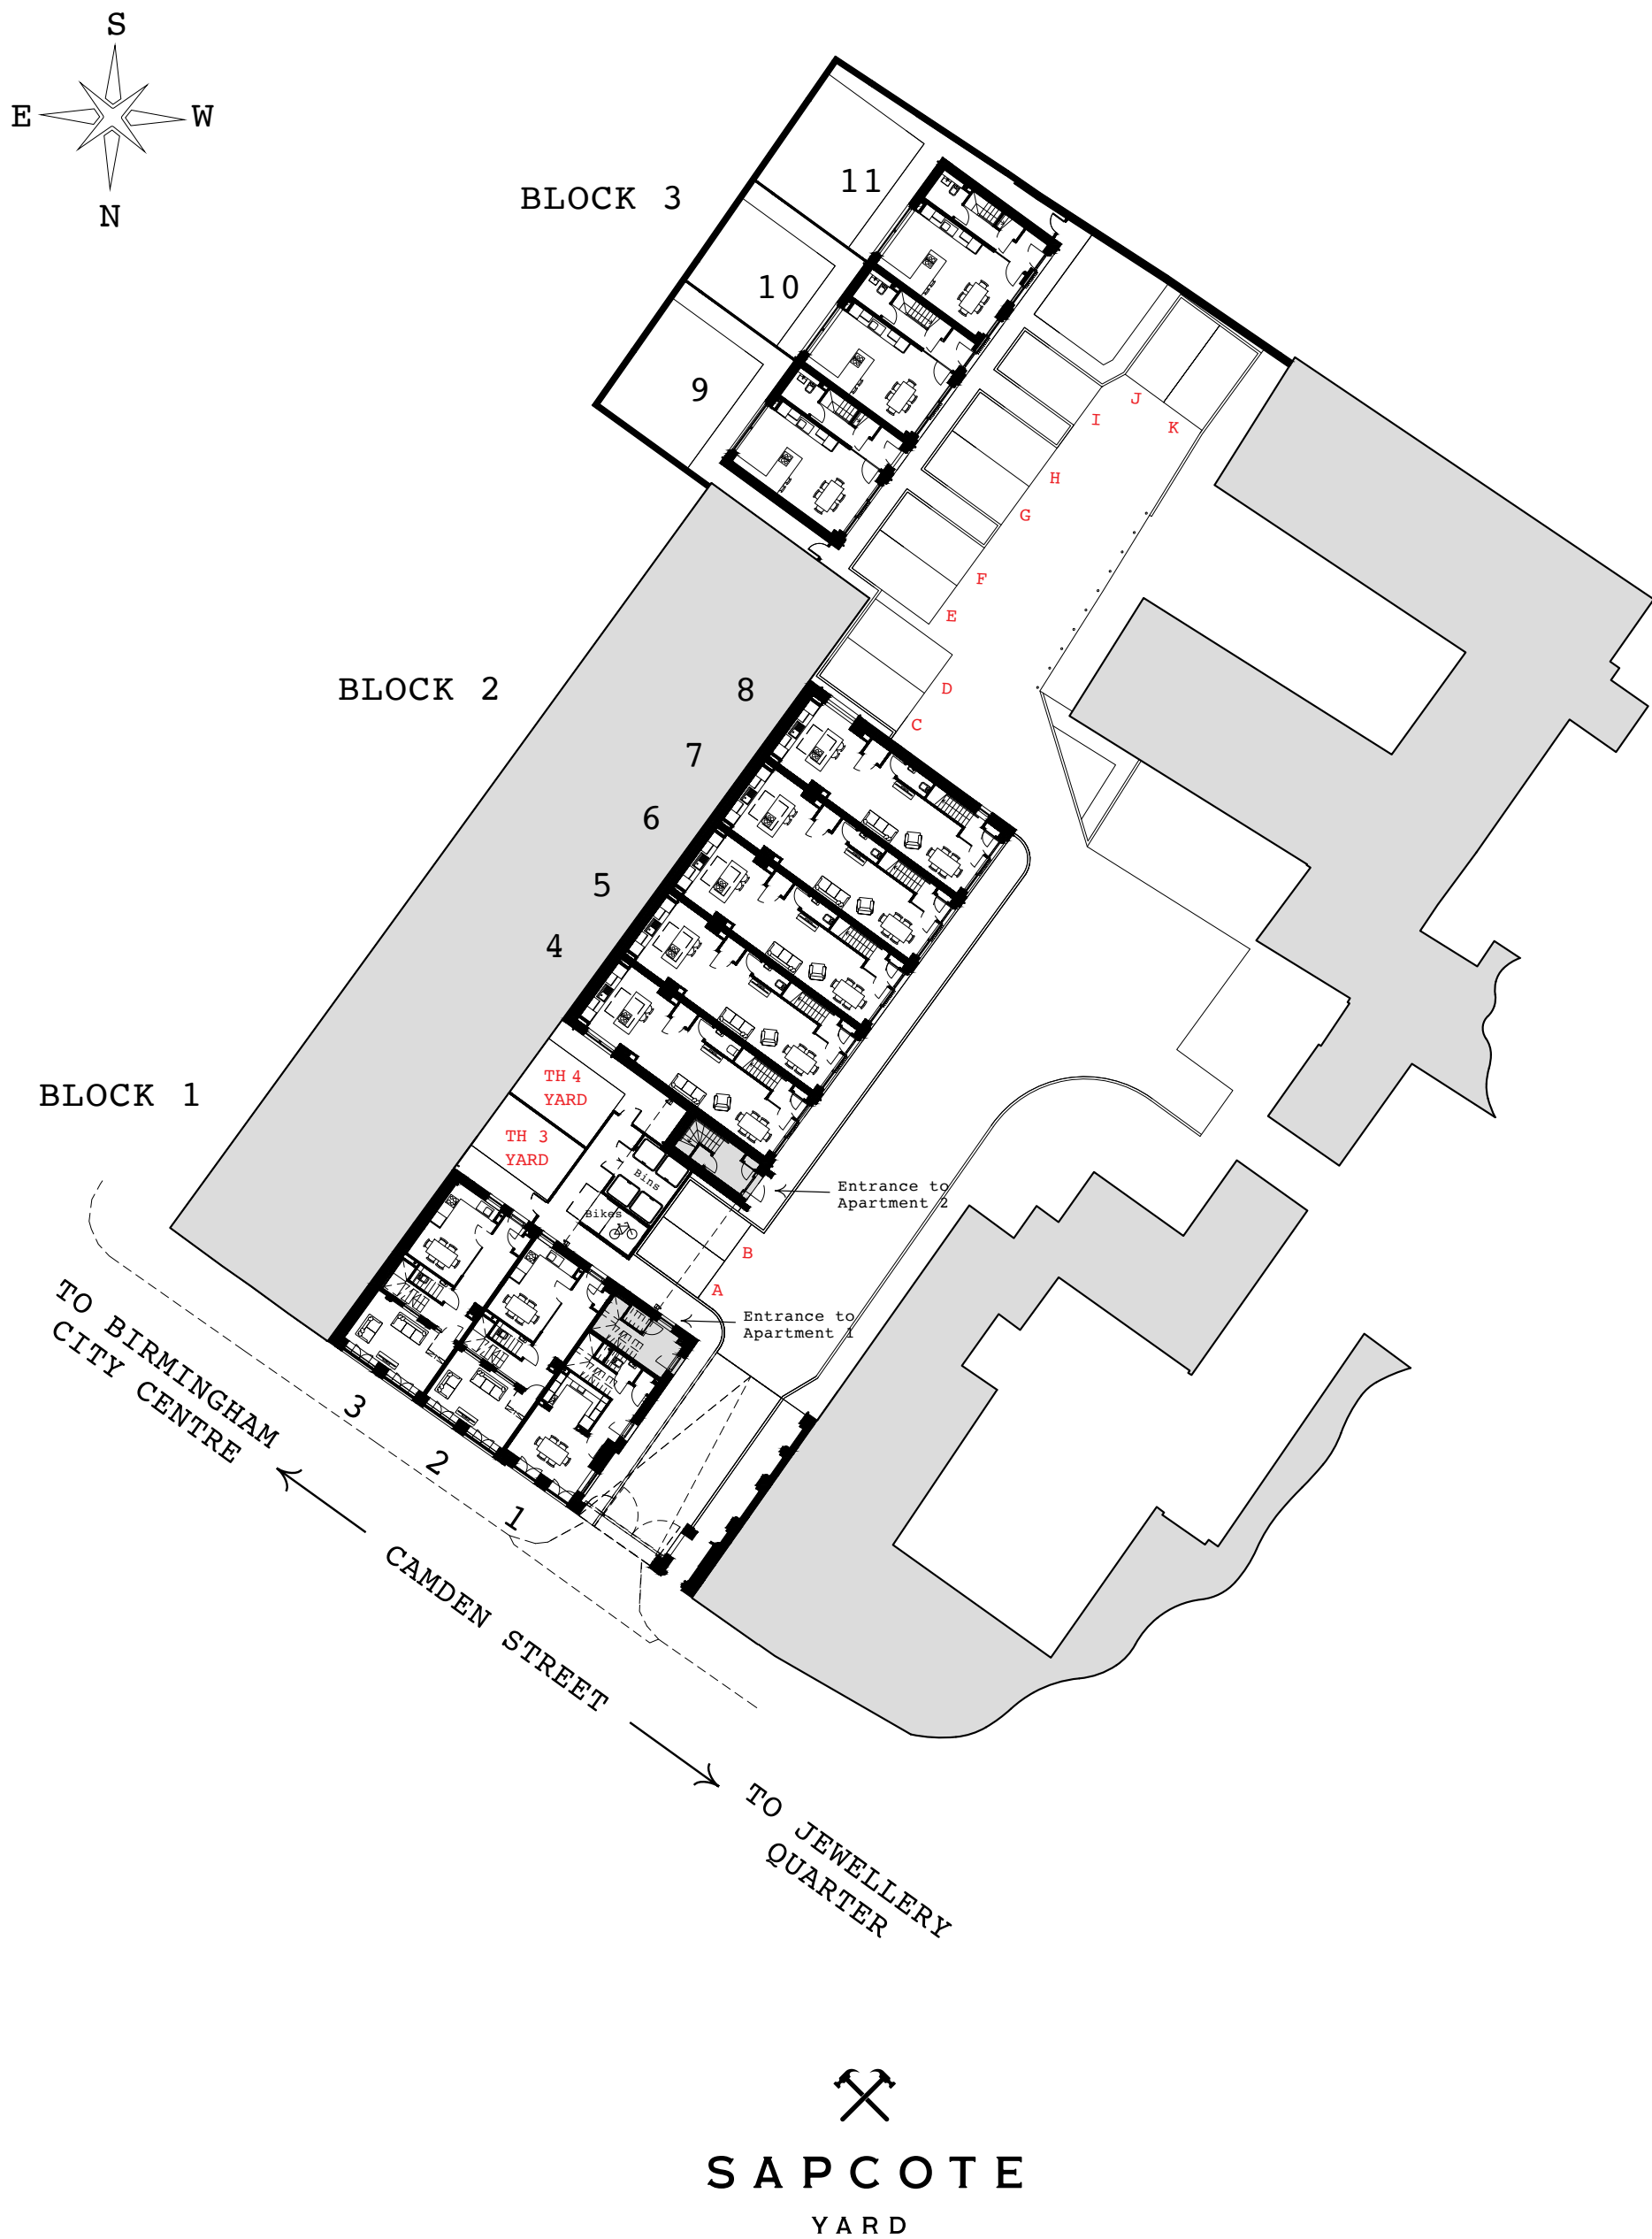 S
E
W
N
BLOCK 3
11
10
9
I
J
K
H
G
F
E
D
C
BLOCK 2
8
7
6
5
4
BLOCK 1
TH 4
YARD
TH 3
YARD
Bins
Bikes
Entrance to
Apartment 2
B
A
Entrance to
Apartment 1
3
2
1
TO BIRMINGHAM
CITY CENTRE
CAMDEN STREET
TO JEWELLERY
QUARTER
SAPCOTE
YARD